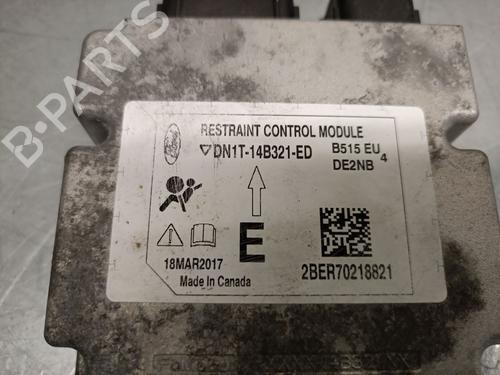 B-PARTS
RESTRAINT CONTROL MODULE
DN1T-14B321-ED
B515 EU 4
DE2NB
E
18MAR2017
Made In Canada
2BER70218821